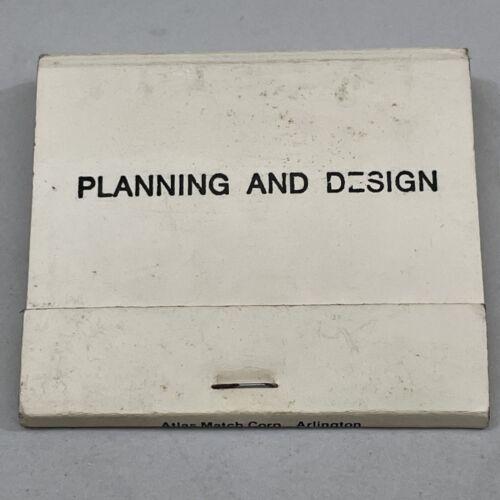 PLANNING AND DESIGN
Atlas Match Corp. Arlington